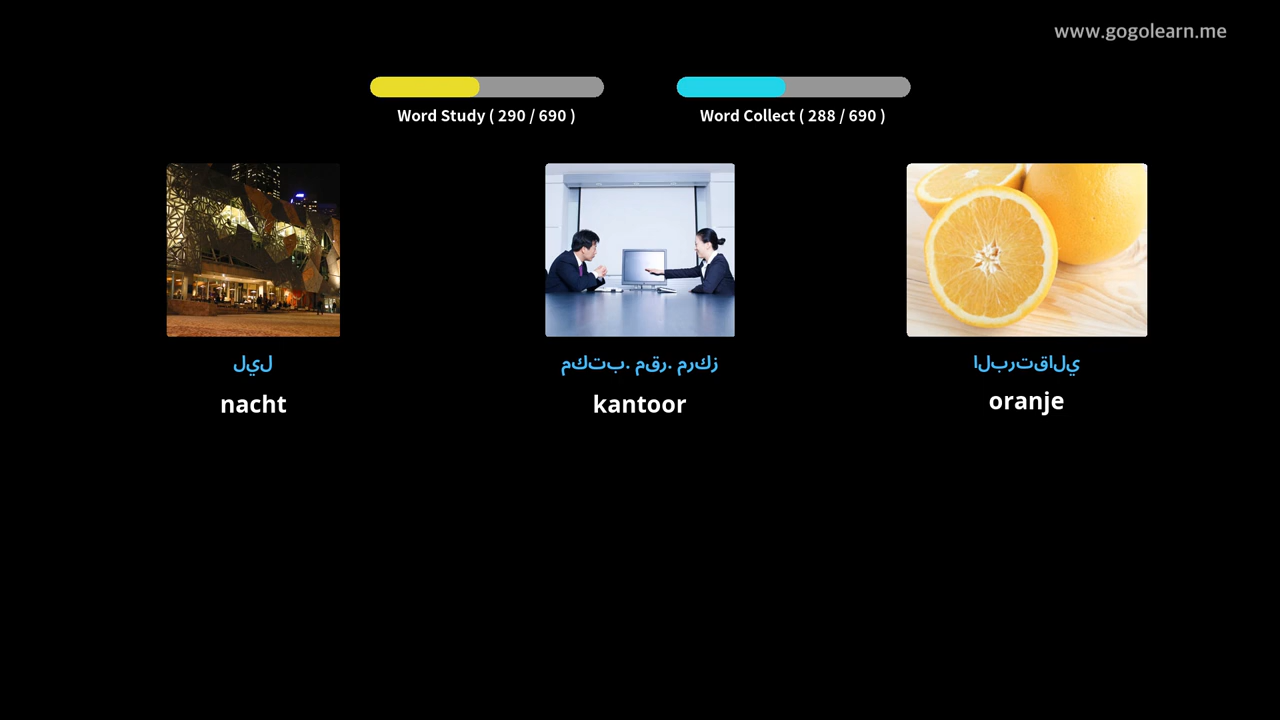 www.gogolearn.me
Word Study ( 290 / 690 )
Word Collect ( 288 / 690 )
ليل
nacht
مكتب. مقر. مركز
kantoor
البرتقالي
oranje